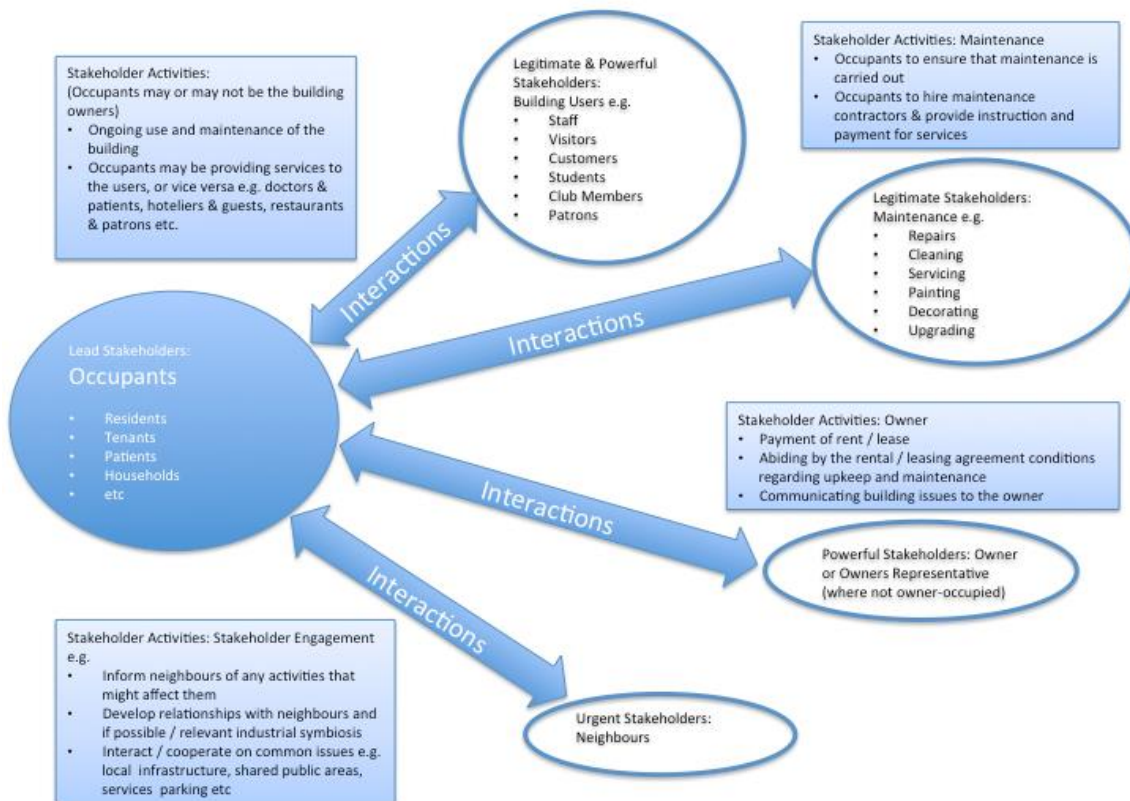 Stakeholder Activities:
(Occupants may or may not be the building
owners)
• Ongoing use and maintenance of the
building
• Occupants may be providing services to
the users, or vice versa e.g. doctors &
patients, hoteliers & guests, restaurants
& patrons etc.
Legitimate & Powerful
Stakeholders:
Building Users e.g.
• Staff
• Visitors
• Customers
• Students
• Club Members
• Patrons
Stakeholder Activities: Maintenance
• Occupants to ensure that maintenance is
carried out
• Occupants to hire maintenance
contractors & provide instruction and
payment for services
Legitimate Stakeholders:
Maintenance e.g.
• Repairs
• Cleaning
• Servicing
• Painting
• Decorating
• Upgrading
Interactions
Interactions
Lead Stakeholders:
Occupants
• Residents
• Tenants
• Patients
• Households
• etc
Stakeholder Activities: Owner
• Payment of rent / lease
• Abiding by the rental / leasing agreement conditions
regarding upkeep and maintenance
• Communicating building issues to the owner
Interactions
Powerful Stakeholders: Owner
or Owners Representative
(where not owner-occupied)
Interactions
Stakeholder Activities: Stakeholder Engagement
e.g.
• Inform neighbours of any activities that
might affect them
• Develop relationships with neighbours and
if possible / relevant industrial symbiosis
• Interact / cooperate on common issues e.g.
local infrastructure, shared public areas,
services parking etc
Urgent Stakeholders:
Neighbours